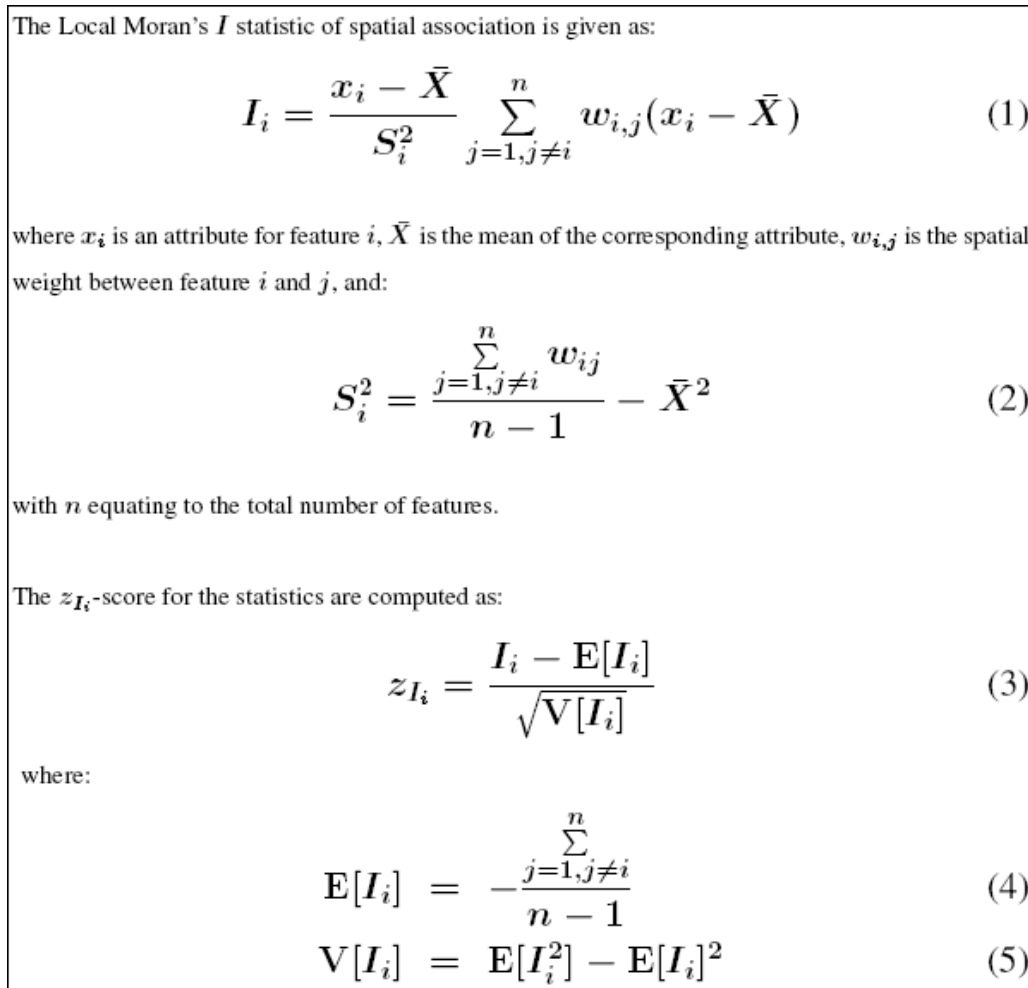 The Local Moran's I statistic of spatial association is given as:
I_i = \frac{x_i - \bar{X}}{S_i^2} \sum_{j=1, j \neq i}^{n} w_{i,j}(x_i - \bar{X}) (1)
where x_i is an attribute for feature i, \bar{X} is the mean of the corresponding attribute, w_{i,j} is the spatial
weight between feature i and j, and:
S_i^2 = \frac{\sum_{j=1, j \neq i}^{n} w_{ij}}{n - 1} - \bar{X}^2 (2)
with n equating to the total number of features.
The z_{I_i}-score for the statistics are computed as:
z_{I_i} = \frac{I_i - E[I_i]}{\sqrt{V[I_i]}} (3)
where:
E[I_i] = -\frac{\sum_{j=1, j \neq i}^{n}}{n - 1} (4)
V[I_i] = E[I_i^2] - E[I_i]^2 (5)